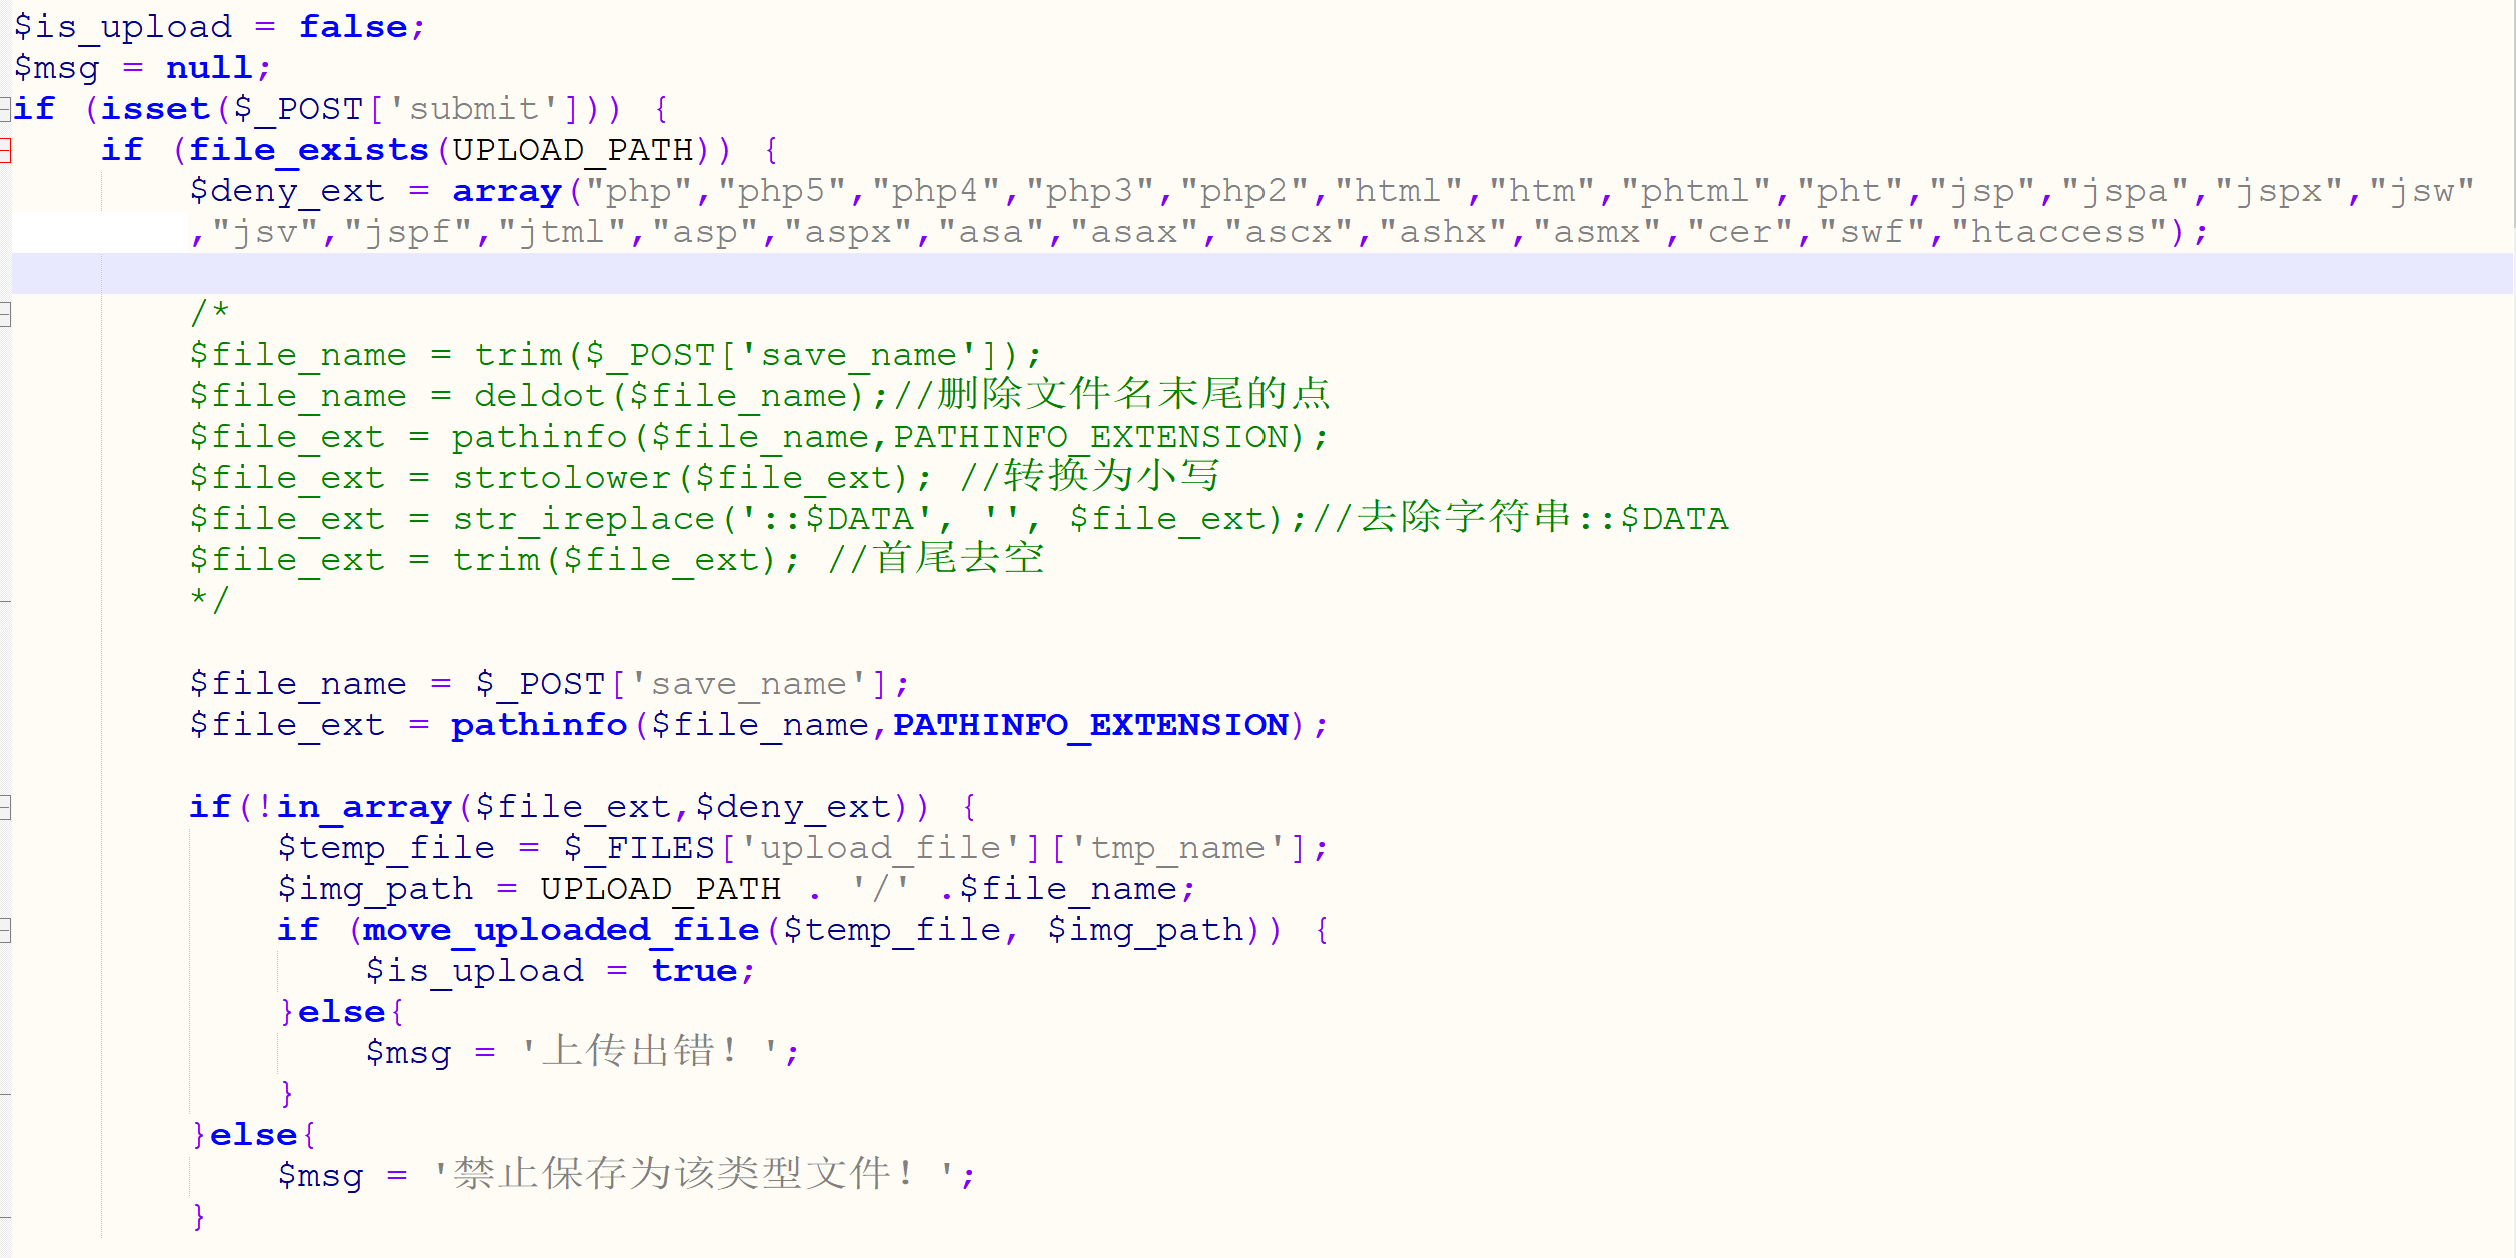 $is_upload = false;
$msg = null;
if (isset($_POST['submit'])) {
    if (file_exists(UPLOAD_PATH)) {
        $deny_ext = array("php","php5","php4","php3","php2","html","htm","phtml","pht","jsp","jspa","jspx","jsw"
        ,"jsv","jspf","jtml","asp","aspx","asa","asax","ascx","ashx","asmx","cer","swf","htaccess");
        /*
        $file_name = trim($_POST['save_name']);
        $file_name = deldot($file_name);//删除文件名末尾的点
        $file_ext = pathinfo($file_name,PATHINFO_EXTENSION);
        $file_ext = strtolower($file_ext); //转换为小写
        $file_ext = str_ireplace('::$DATA', '', $file_ext);//去除字符串::$DATA
        $file_ext = trim($file_ext); //首尾去空
        */
        $file_name = $_POST['save_name'];
        $file_ext = pathinfo($file_name,PATHINFO_EXTENSION);
        if(!in_array($file_ext,$deny_ext)) {
            $temp_file = $_FILES['upload_file']['tmp_name'];
            $img_path = UPLOAD_PATH . '/' .$file_name;
            if (move_uploaded_file($temp_file, $img_path)) {
                $is_upload = true;
            }else{
                $msg = '上传出错！';
            }
        }else{
            $msg = '禁止保存为该类型文件！';
        }